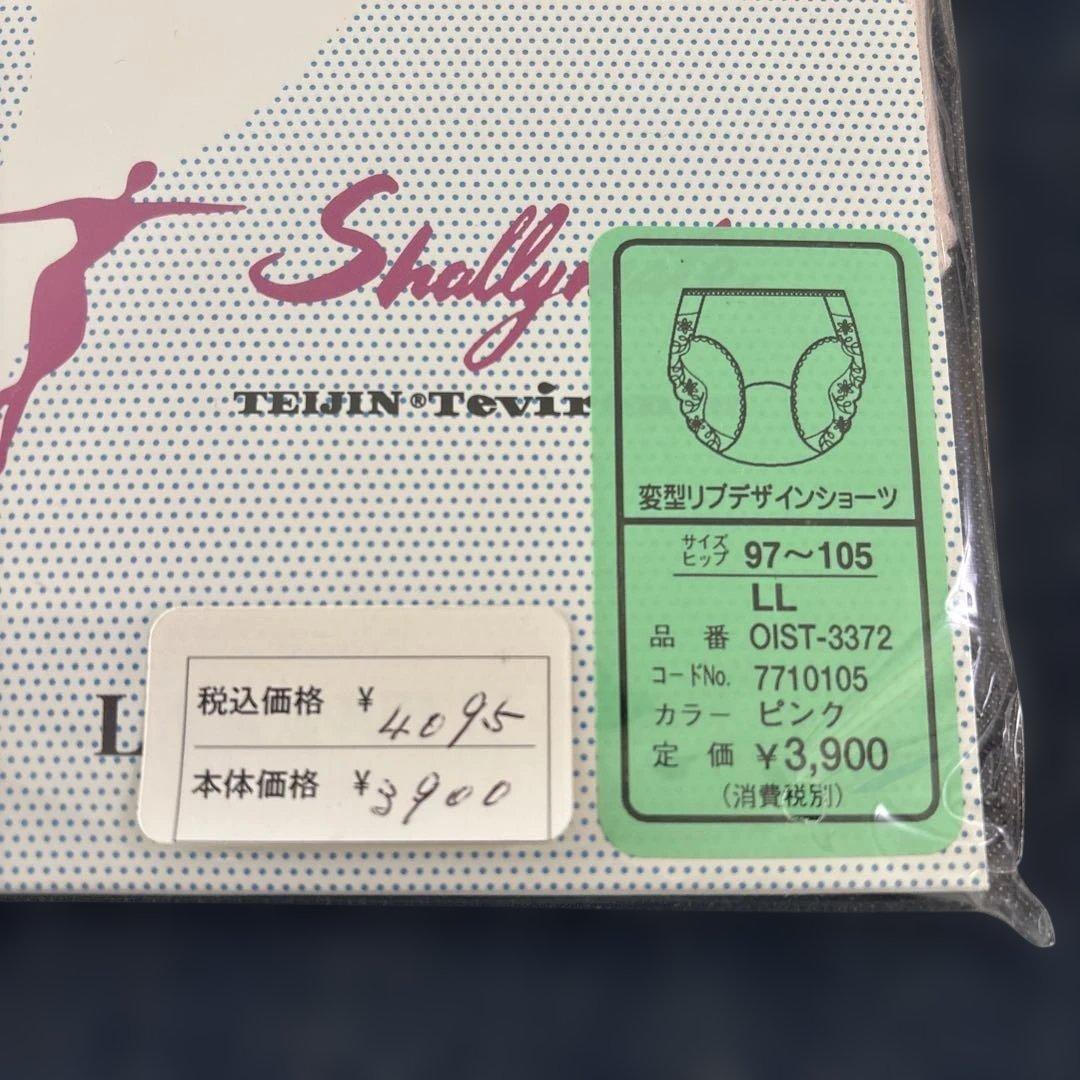 TEIJIN®
変型リブデザインショーツ
サイズ
ヒップ 97～105
LL
品番 OIST-3372
コードNo. 7710105
カラー ピンク
定価 ¥3,900
(消費税別)
税込価格 ¥4095
本体価格 ¥3900